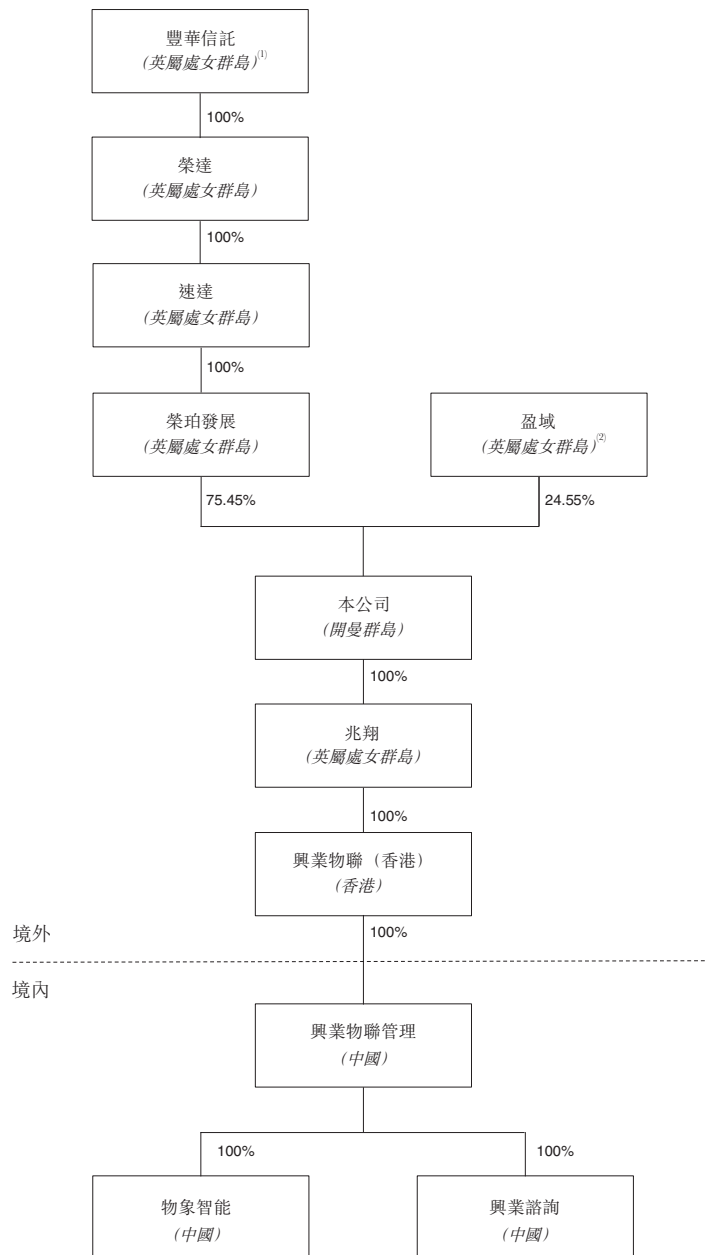 豐華信託
(英屬處女群島)(1)
100%
榮達
(英屬處女群島)
100%
速達
(英屬處女群島)
100%
榮珀發展
(英屬處女群島)
盈域
(英屬處女群島)(2)
75.45%
24.55%
本公司
(開曼群島)
100%
兆翔
(英屬處女群島)
100%
興業物聯（香港）
(香港)
100%
境外
境內
興業物聯管理
(中國)
100%
100%
物象智能
(中國)
興業諮詢
(中國)